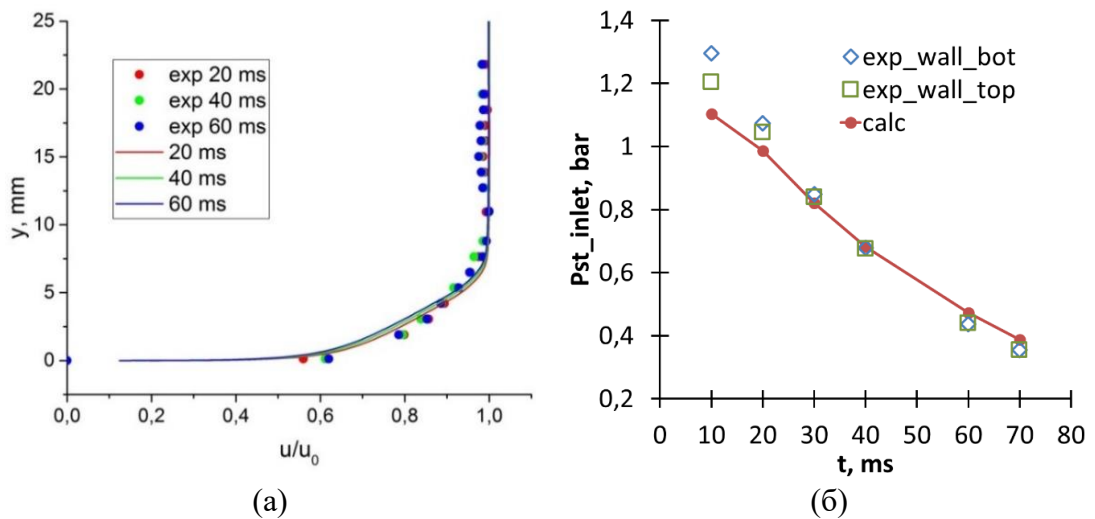 25
20
15
10
5
0
y, mm
exp 20 ms
exp 40 ms
exp 60 ms
20 ms
40 ms
60 ms
0,0 0,2 0,4 0,6 0,8 1,0
u/u0
(а)
1,4
1,2
1
0,8
0,6
0,4
0,2
Pst_inlet, bar
exp_wall_bot
exp_wall_top
calc
0 10 20 30 40 50 60 70 80
t, ms
(б)